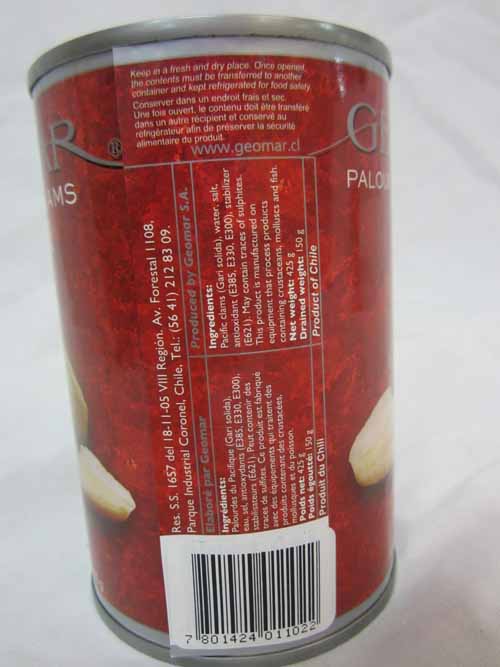 Keep in a fresh and dry place. Once opened,
the contents must be transferred to another
container and kept refrigerated for food safety.
Conserver dans un endroit frais et sec.
Une fois ouvert, le contenu doit être transféré
dans un autre récipient et conservé au
réfrigérateur afin de préserver la sécurité
alimentaire du produit.
www.geomar.cl
AR ®
AMS
GE
PALOU
Res. S.S. 1657 del 18-11-05 VIII Región, Av. Forestal 1108,
Parque Industrial Coronel, Chile, Tel.: (56 41) 212 83 09.
Produced by Geomar S.A.
Ingredients:
Pacific clams (Gari solida), water, salt,
antioxidant (E385, E330, E300), stabilizer
(E621). May contain traces of sulphites.
This product is manufactured on
equipment that process products
containing crustaceans, molluscs and fish.
Net weight: 425 g
Drained weight: 150 g
Product of Chile
Elaboré par Geomar
Ingrédients:
Palourdes du Pacifique (Gari solida),
eau, sel, antioxydants (E385, E330, E300),
stabilisateurs (E621). Peut contenir des
traces de sulfites. Ce produit est fabriqué
avec des équipements qui traitent des
produits contenant des crustacées,
mollusques et du poisson.
Poids net: 425 g
Poids égoutté: 150 g
Produit du Chili
7 801424 011022